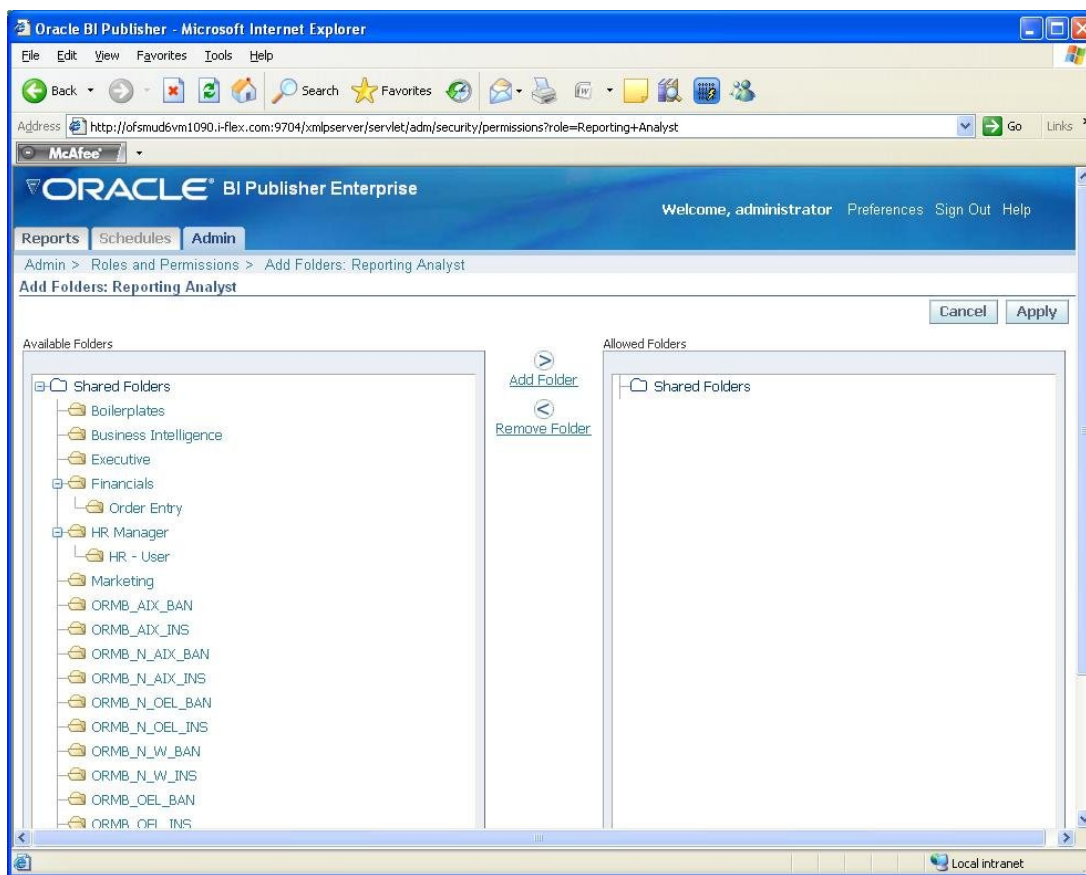 Oracle BI Publisher - Microsoft Internet Explorer
File Edit View Favorites Tools Help
Back Search Favorites
Address http://ofsmud6vm1090.i-flex.com:9704/xmlpserver/servlet/adm/security/permissions?role=Reporting+Analyst Go Links
McAfee
ORACLE BI Publisher Enterprise
Welcome, administrator Preferences Sign Out Help
Reports Schedules Admin
Admin > Roles and Permissions > Add Folders: Reporting Analyst
Add Folders: Reporting Analyst
Cancel Apply
Available Folders
Shared Folders
Boilerplates
Business Intelligence
Executive
Financials
Order Entry
HR Manager
HR - User
Marketing
ORMB_AIX_BAN
ORMB_AIX_INS
ORMB_N_AIX_BAN
ORMB_N_AIX_INS
ORMB_N_OEL_BAN
ORMB_N_OEL_INS
ORMB_N_W_BAN
ORMB_N_W_INS
ORMB_OEL_BAN
ORMB_OEL_INS
Add Folder
Remove Folder
Allowed Folders
Shared Folders
Local intranet